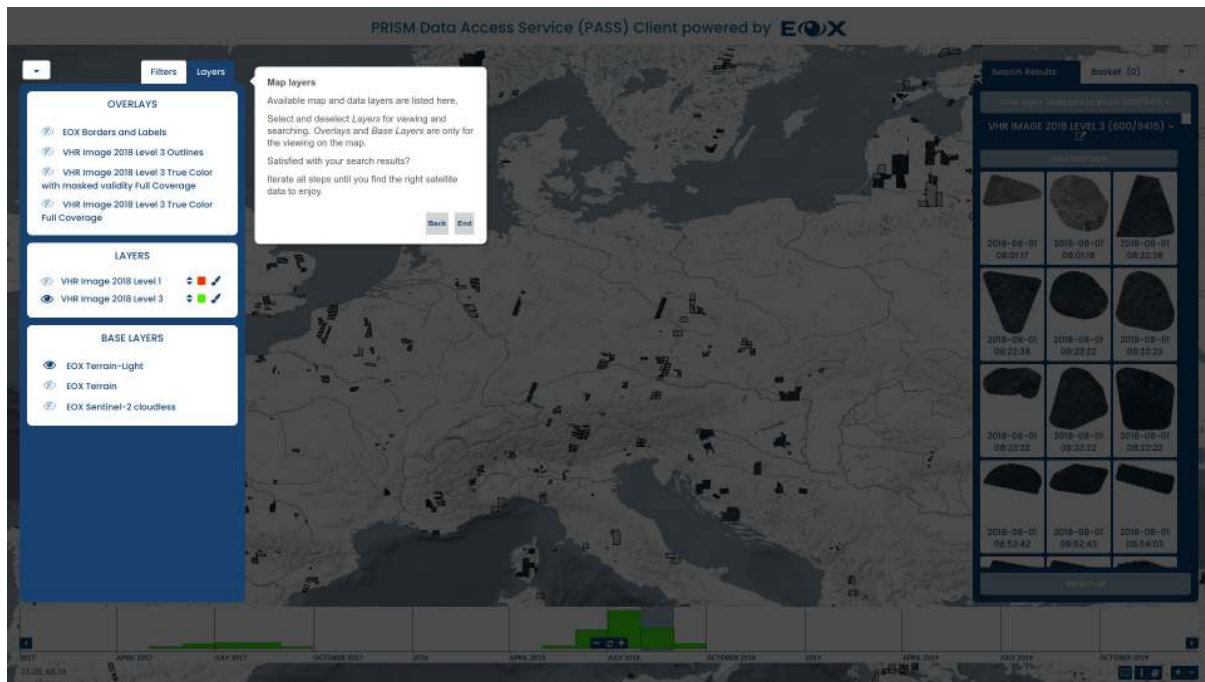 PRISM Data Access Service (PASS) Client powered by EOX
Filters
Layers
OVERLAYS
EOX Borders and Labels
VHR Image 2018 Level 3 Outlines
VHR Image 2018 Level 3 True Color
with masked validity Full Coverage
VHR Image 2018 Level 3 True Color
Full Coverage
LAYERS
VHR Image 2018 Level 1
VHR Image 2018 Level 3
BASE LAYERS
EOX Terrain-Light
EOX Terrain
EOX Sentinel-2 cloudless
Map layers
Available map and data layers are listed here.
Select and deselect Layers for viewing and
searching. Overlays and Base Layers are only for
the viewing on the map.
Satisfied with your search results?
Iterate all steps until you find the right satellite
data to enjoy.
Back End
Search Results
Basket (0)
VHR IMAGE 2018 LEVEL 3 (600/9415)
2018-08-01 2018-08-01 2018-08-01
08:01:17 08:01:18 08:22:38
2018-08-01 2018-08-01 2018-08-01
08:22:38 08:23:22 08:23:22
2018-08-01 2018-08-01 2018-08-01
08:23:22 08:23:22 08:23:22
2018-08-01 2018-08-01 2018-08-01
08:52:42 08:52:43 08:54:03
Select all
2017 APRIL 2017 JULY 2017 OCTOBER 2017 2018 APRIL 2018 JULY 2018 OCTOBER 2018 2019 APRIL 2019 JULY 2019 OCTOBER 2019